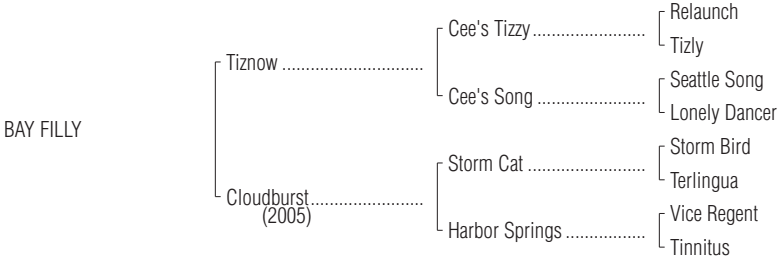 Relaunch
Cee's Tizzy........................
Tizly
Tiznow ..............................
Seattle Song
Cee's Song .......................
Lonely Dancer
BAY FILLY
Storm Bird
Storm Cat .........................
Terlingua
Cloudburst........................
(2005)
Vice Regent
Harbor Springs .................
Tinnitus